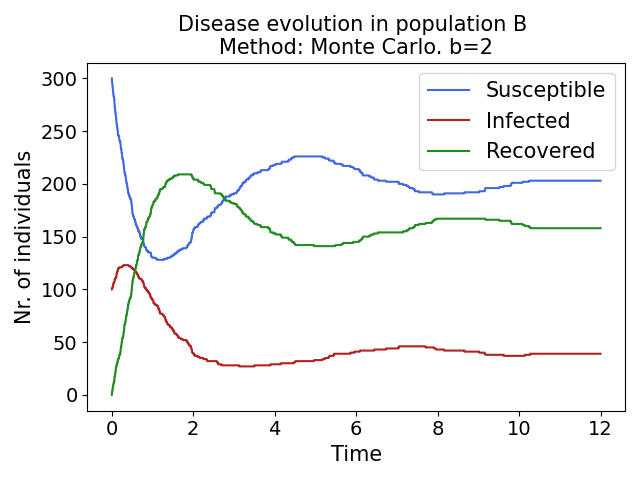 Disease evolution in population B
Method: Monte Carlo. b=2
300
250
200
150
100
50
0
Nr. of individuals
Susceptible
Infected
Recovered
0 2 4 6 8 10 12
Time